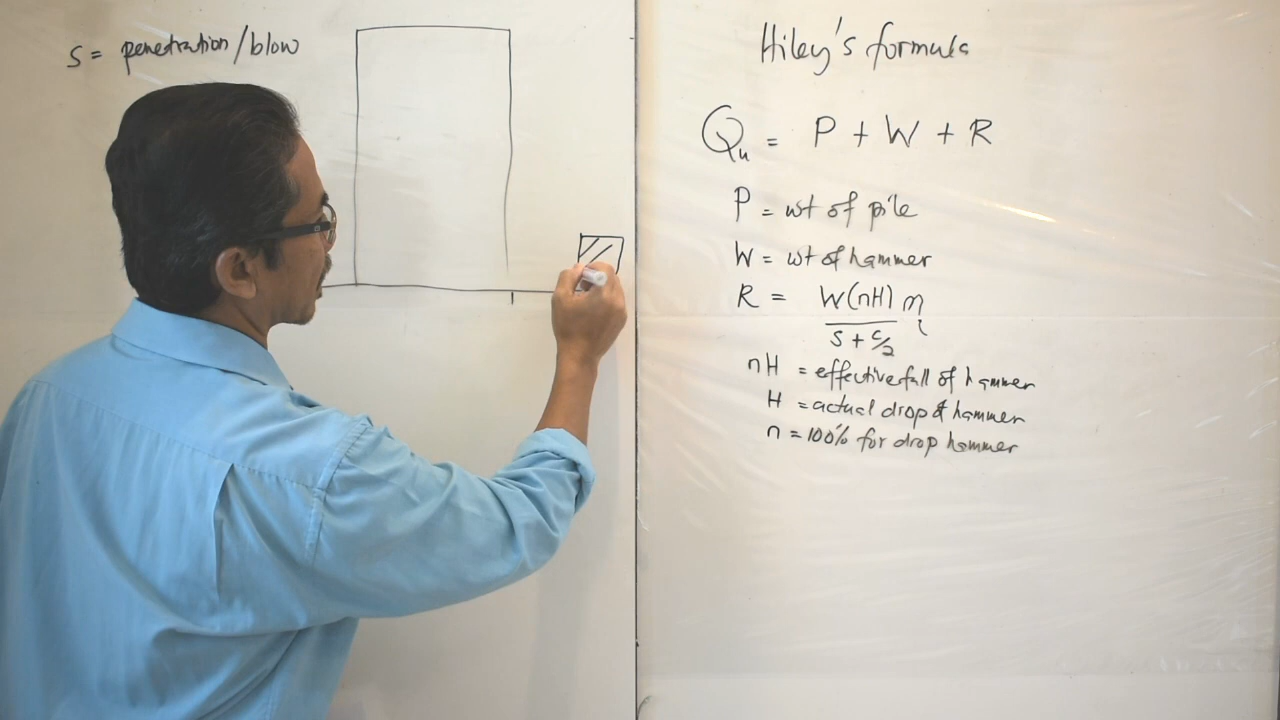 s = penetration/blow
Hiley's formula
Qu = P + W + R
P = wt of pile
W = wt of hammer
R = W(nH) η
s + c/2
nH = effective fall of hammer
H = actual drop of hammer
n = 100% for drop hammer